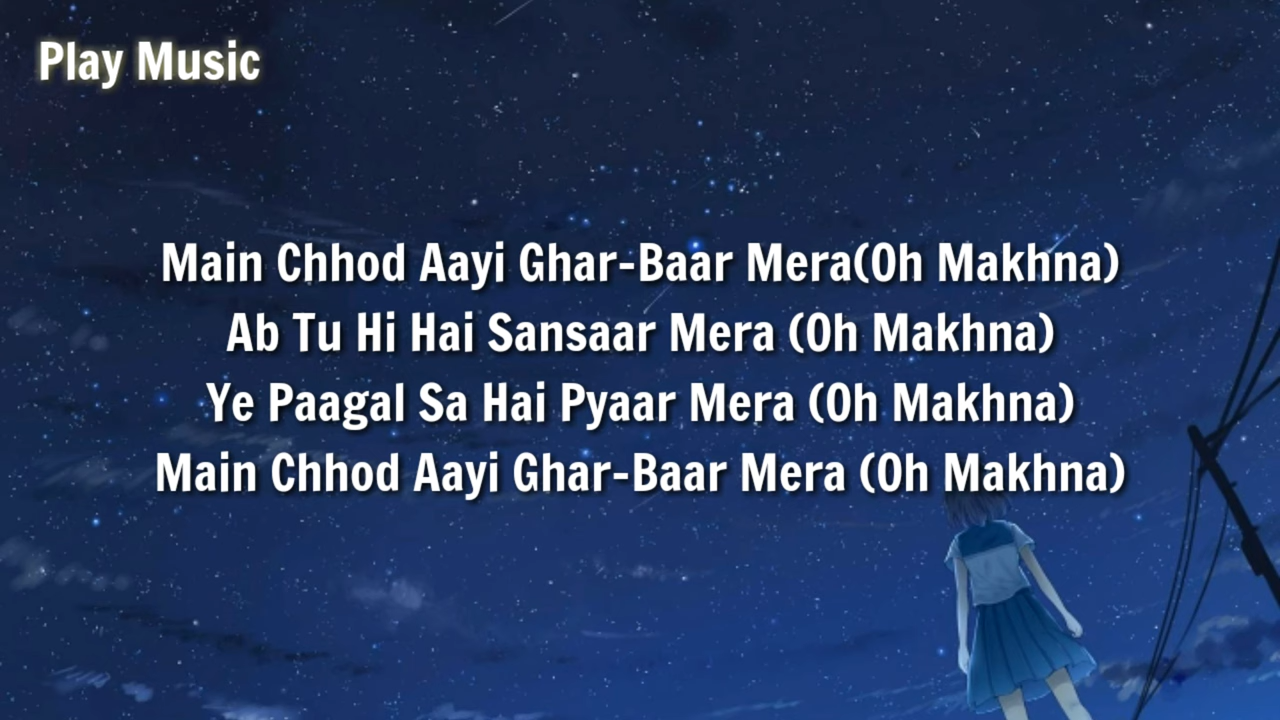 Play Music
Main Chhod Aayi Ghar-Baar Mera(Oh Makhna)
Ab Tu Hi Hai Sansaar Mera (Oh Makhna)
Ye Paagal Sa Hai Pyaar Mera (Oh Makhna)
Main Chhod Aayi Ghar-Baar Mera (Oh Makhna)